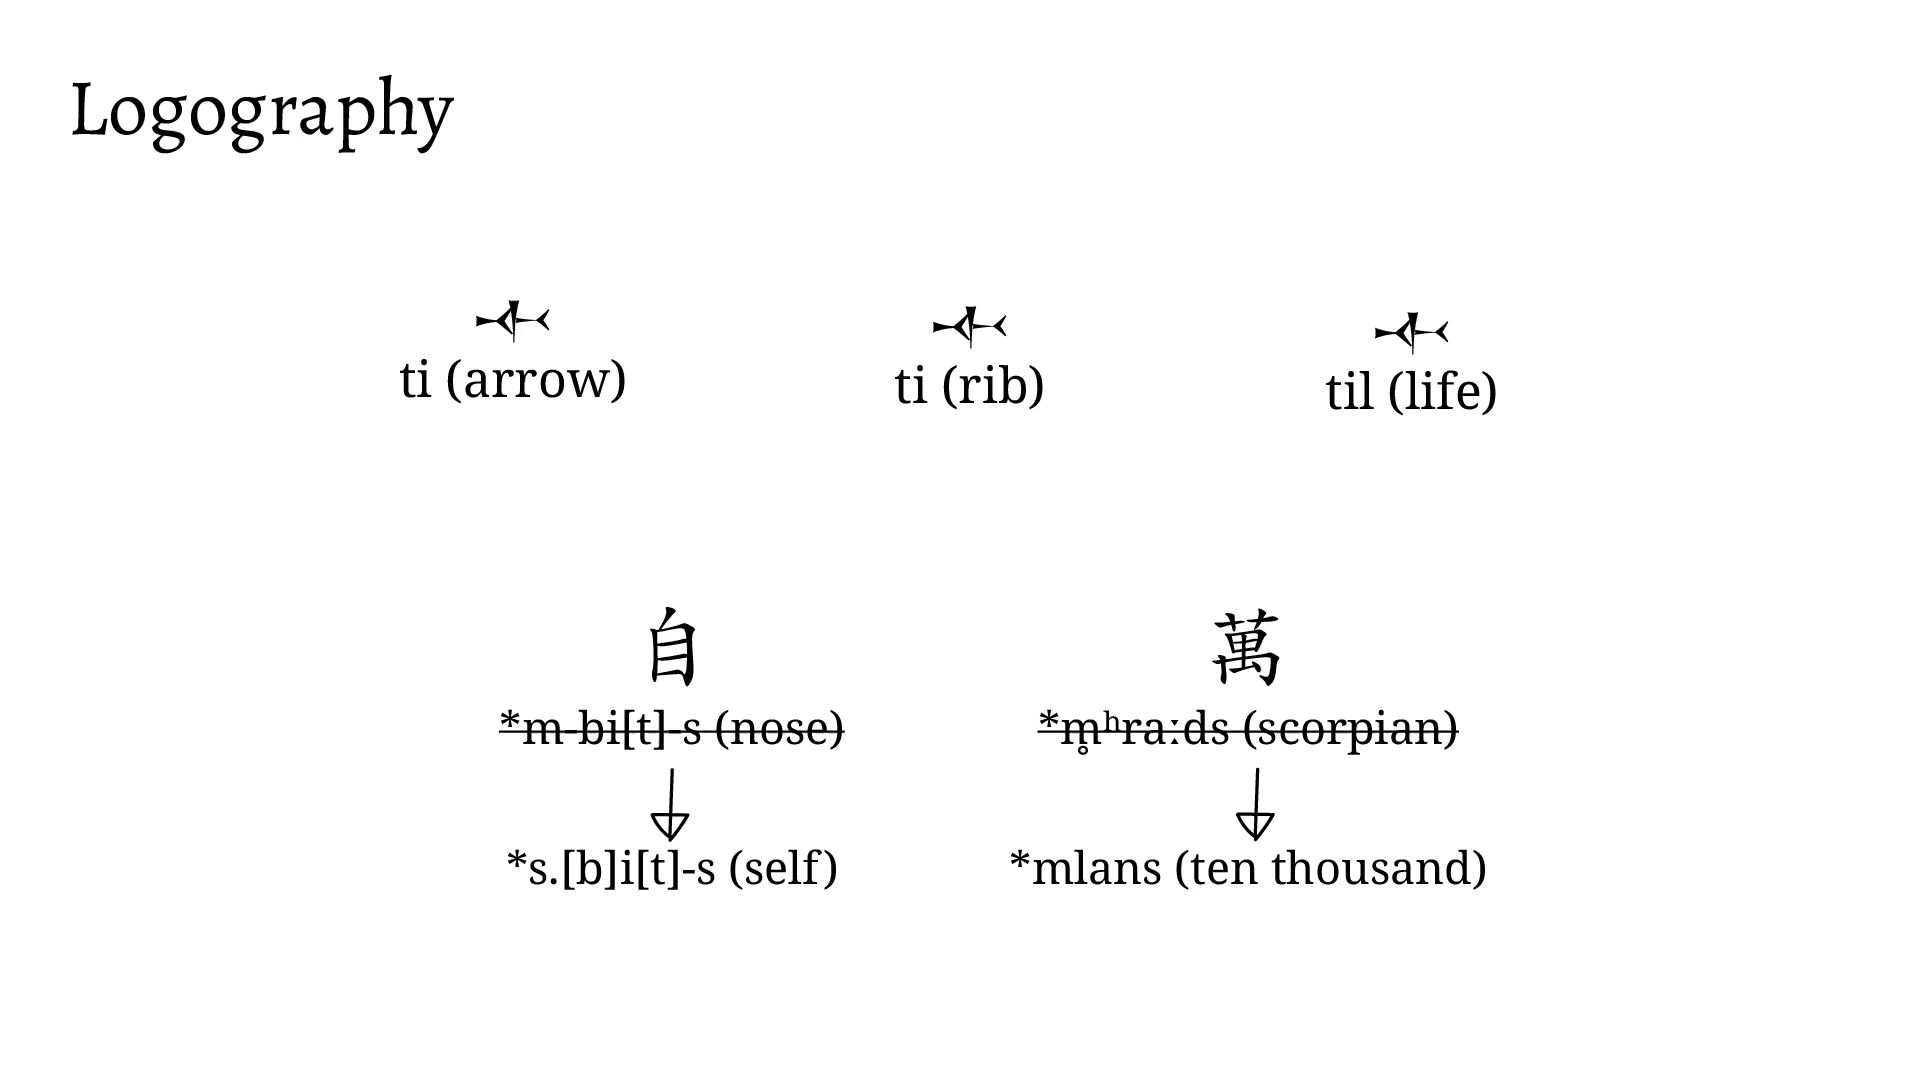 Logography
𒋾 𒋾 𒋾
ti (arrow) ti (rib) til (life)
自 萬
*m-bi[t]-s (nose) *m̥ʰraːds (scorpian)
*s.[b]i[t]-s (self) *mlans (ten thousand)